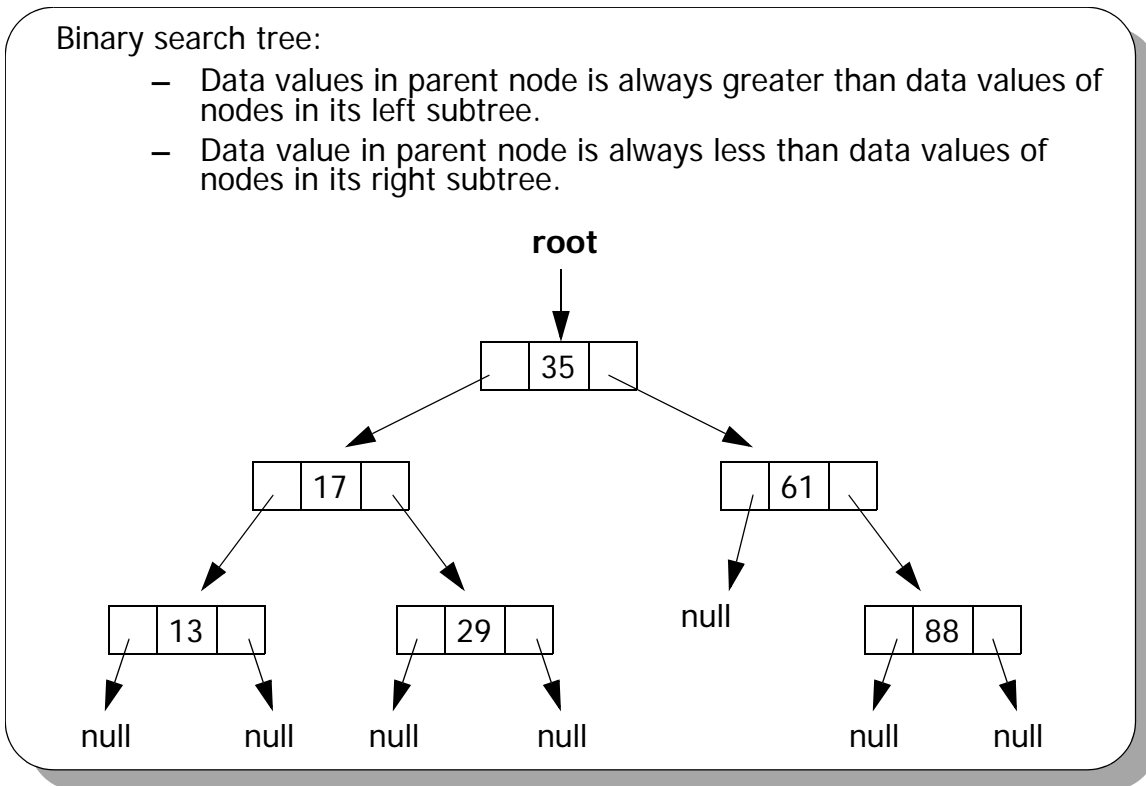 Binary search tree:
– Data values in parent node is always greater than data values of
nodes in its left subtree.
– Data value in parent node is always less than data values of
nodes in its right subtree.
root
35
17
61
13
29
null
88
null
null
null
null
null
null